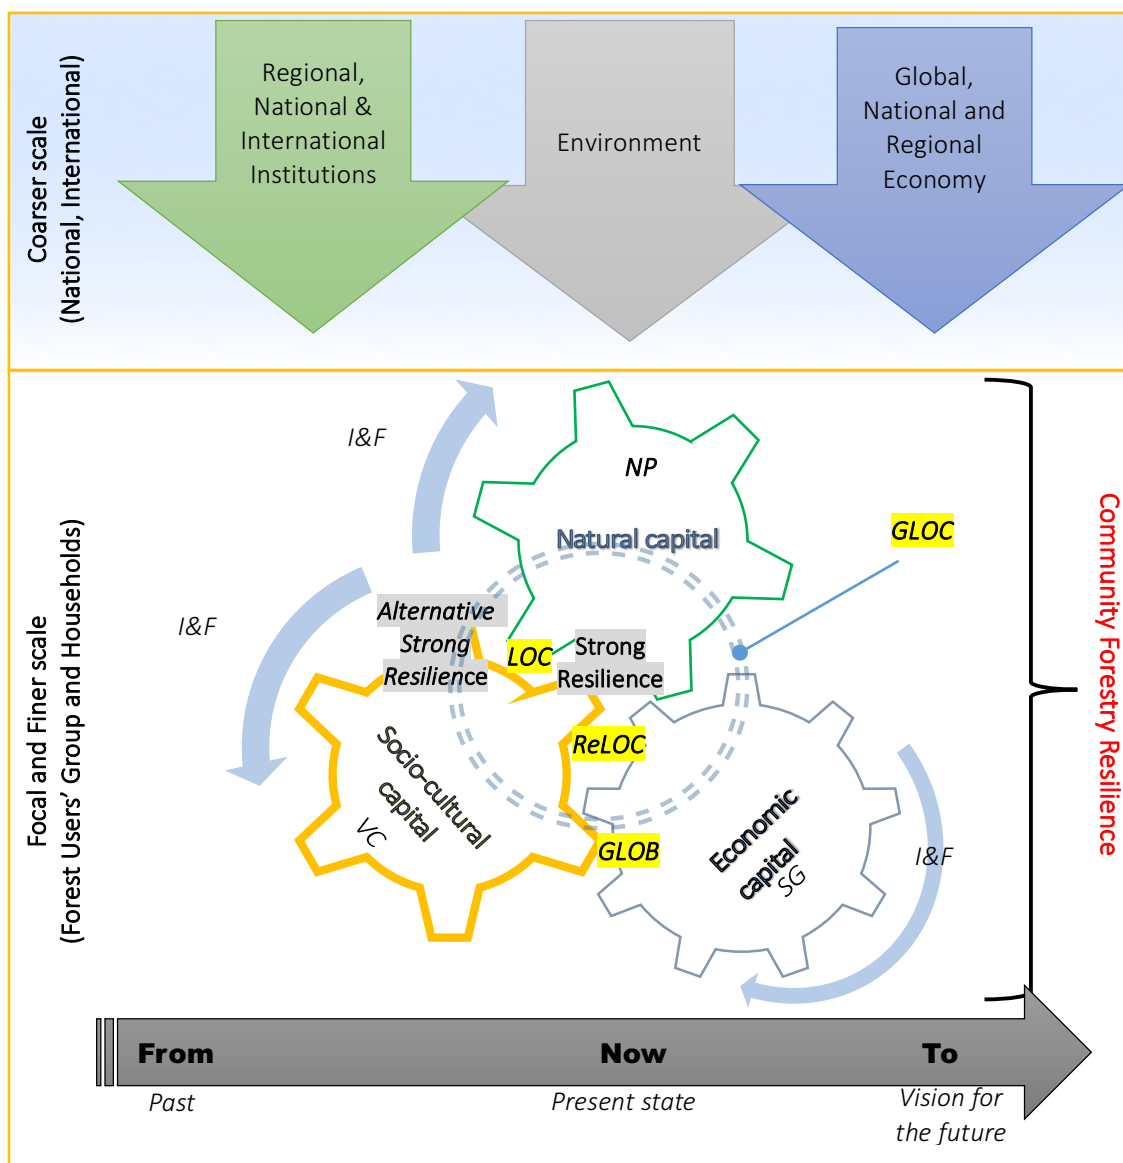 Coarser scale
(National, International)
Regional,
National &
International
Institutions
Environment
Global,
National and
Regional
Economy
Focal and Finer scale
(Forest Users' Group and Households)
I&F
I&F
NP
Natural capital
GLOC
Alternative
Strong
Resilience
LOC
Strong
Resilience
ReLOC
Socio-cultural
capital
VC
GLOB
Economic
capital
SG
I&F
Community Forestry Resilience
From
Now
To
Past
Present state
Vision for
the future